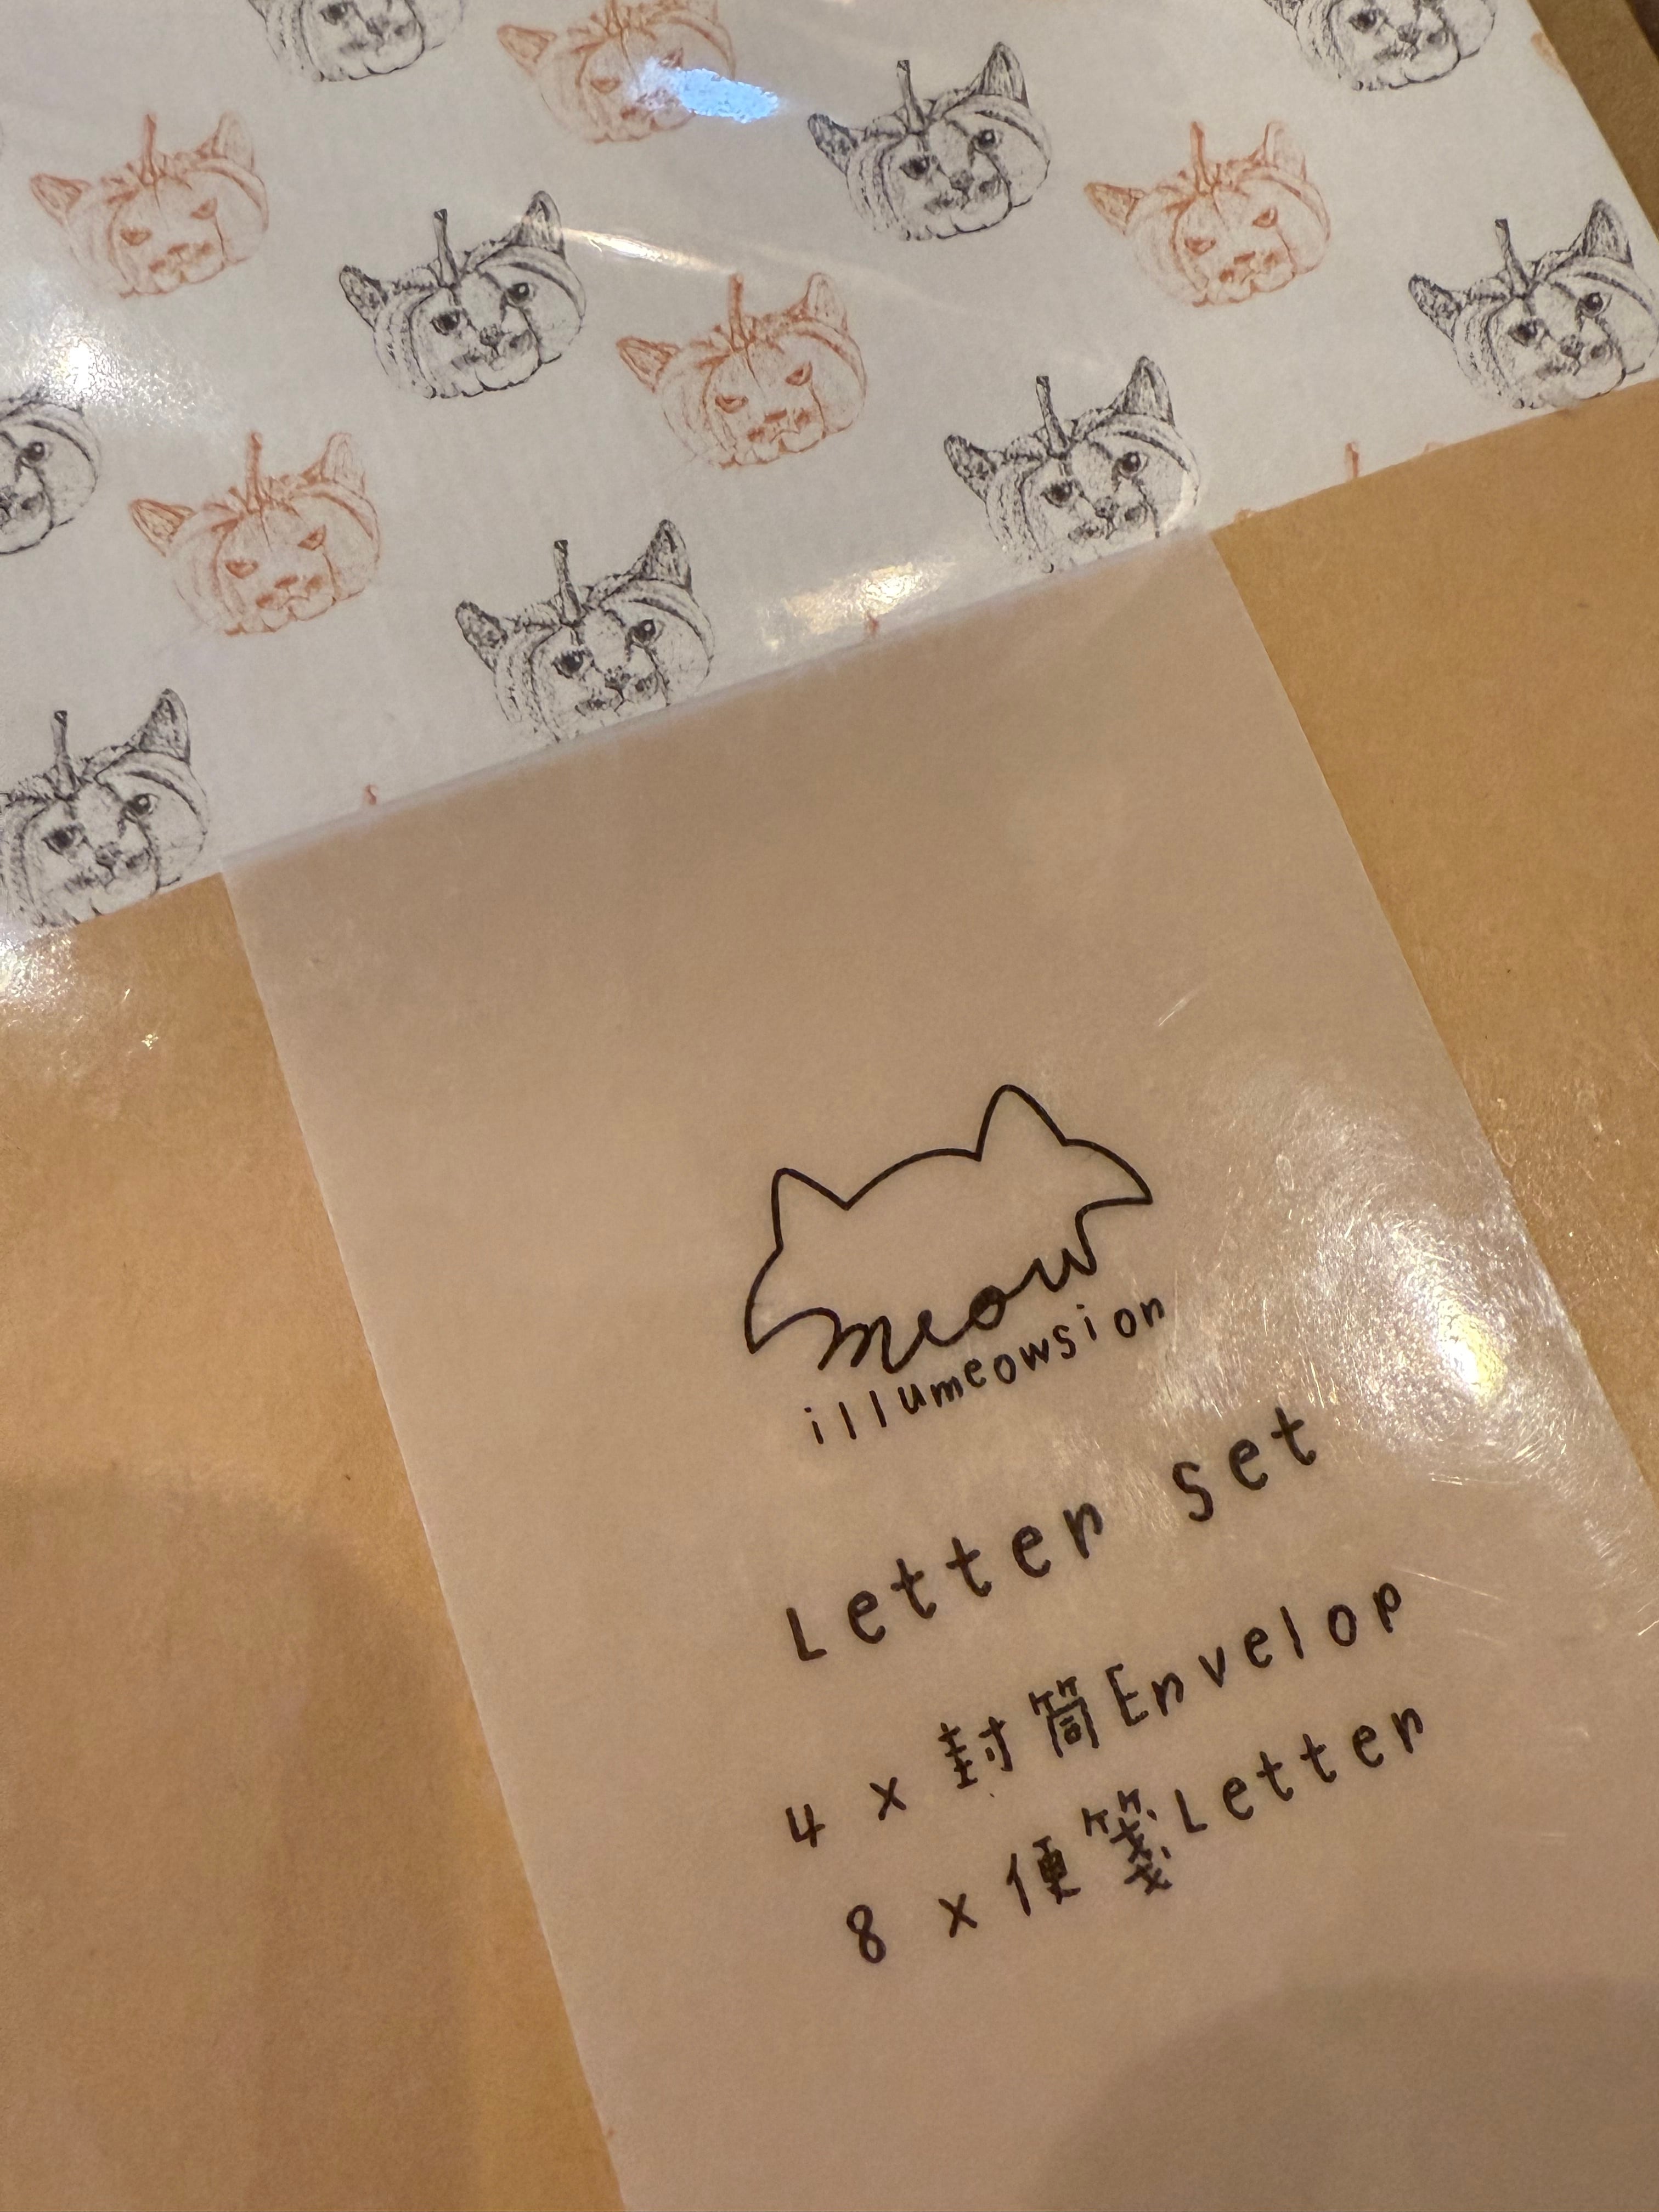 meow
illumeowsion
Letter set
4 x 封筒Envelop
8 x 便箋Letter